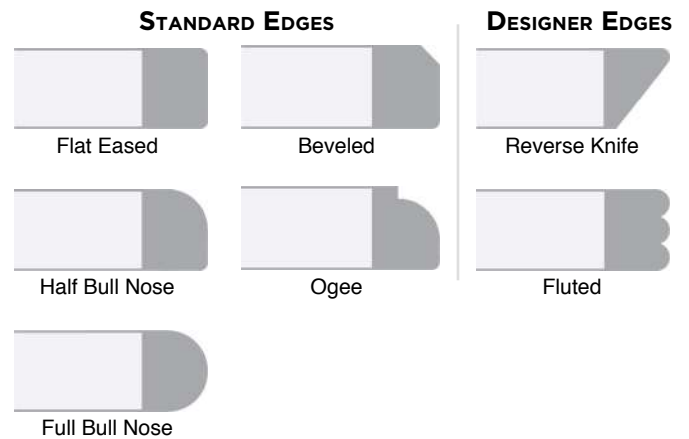 STANDARD EDGES
DESIGNER EDGES
Flat Eased
Beveled
Reverse Knife
Half Bull Nose
Ogee
Fluted
Full Bull Nose